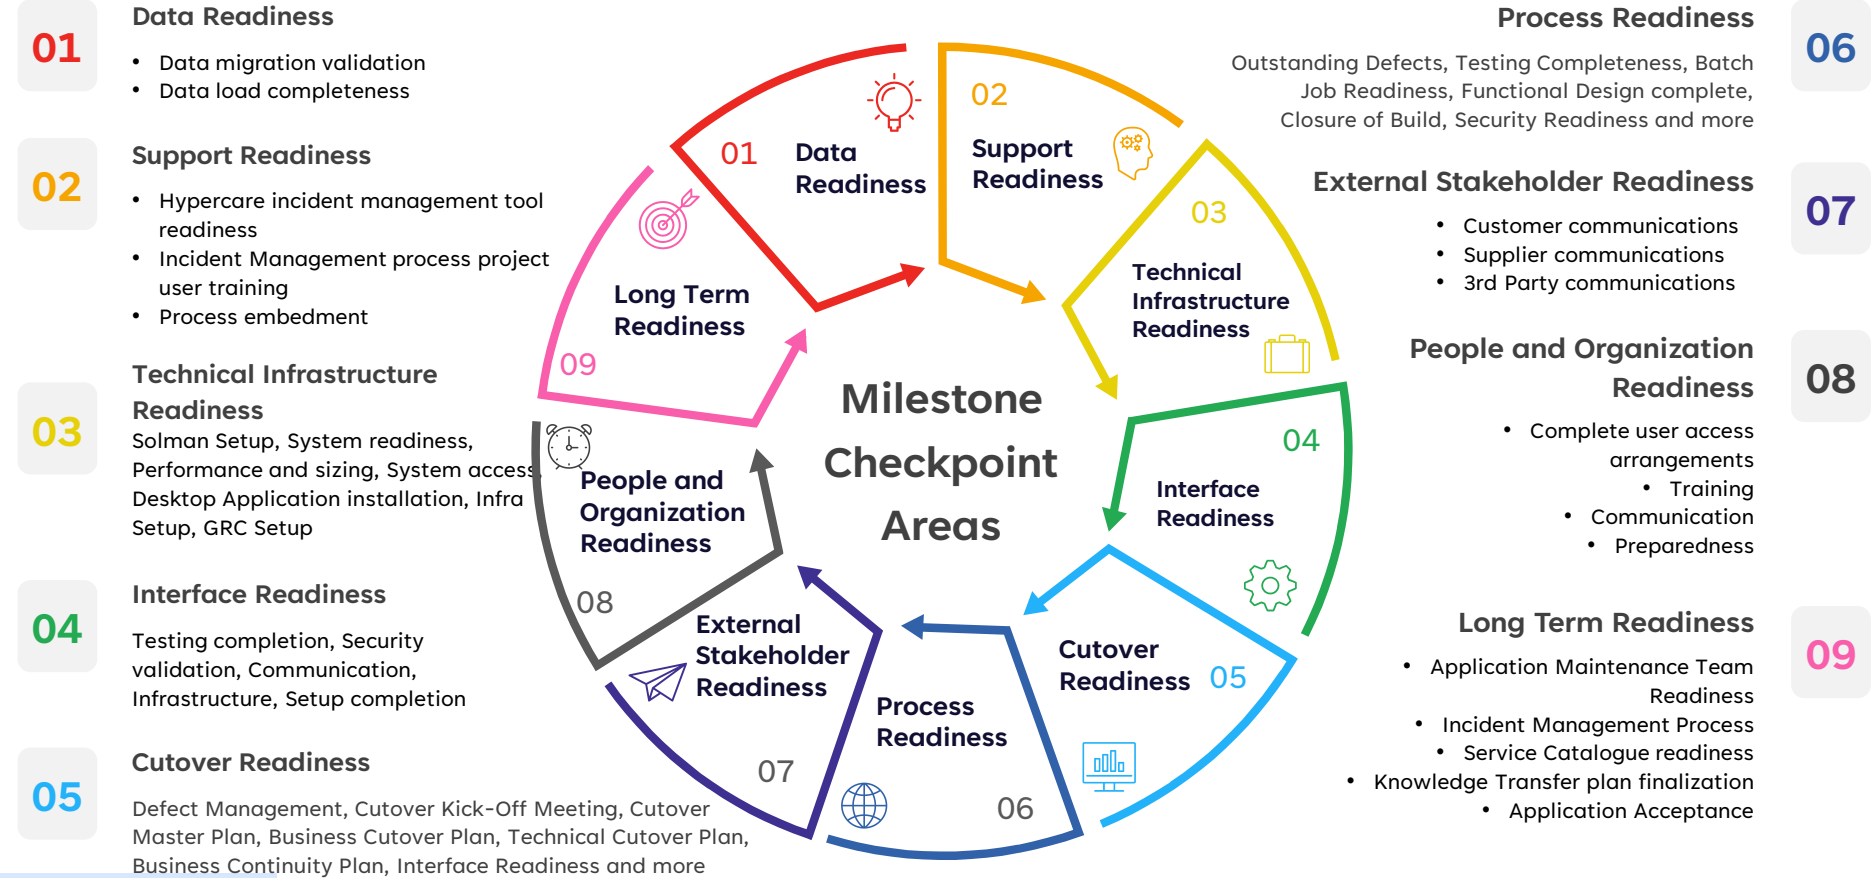 01
Data Readiness
• Data migration validation
• Data load completeness
02
Support Readiness
• Hypercare incident management tool
readiness
• Incident Management process project
user training
• Process embedment
03
Technical Infrastructure
Readiness
Solman Setup, System readiness,
Performance and sizing, System access,
Desktop Application installation, Infra
Setup, GRC Setup
04
Interface Readiness
Testing completion, Security
validation, Communication,
Infrastructure, Setup completion
05
Cutover Readiness
Defect Management, Cutover Kick-Off Meeting, Cutover
Master Plan, Business Cutover Plan, Technical Cutover Plan,
Business Continuity Plan, Interface Readiness and more
Milestone
Checkpoint
Areas
01
Data
Readiness
02
Support
Readiness
03
Technical
Infrastructure
Readiness
04
Interface
Readiness
Cutover
Readiness
05
Process
Readiness
06
External
Stakeholder
Readiness
07
People and
Organization
Readiness
08
Long Term
Readiness
09
Process Readiness
06
Outstanding Defects, Testing Completeness, Batch
Job Readiness, Functional Design complete,
Closure of Build, Security Readiness and more
External Stakeholder Readiness
07
• Customer communications
• Supplier communications
• 3rd Party communications
People and Organization
Readiness
08
• Complete user access
arrangements
• Training
• Communication
• Preparedness
Long Term Readiness
09
• Application Maintenance Team
Readiness
• Incident Management Process
• Service Catalogue readiness
• Knowledge Transfer plan finalization
• Application Acceptance